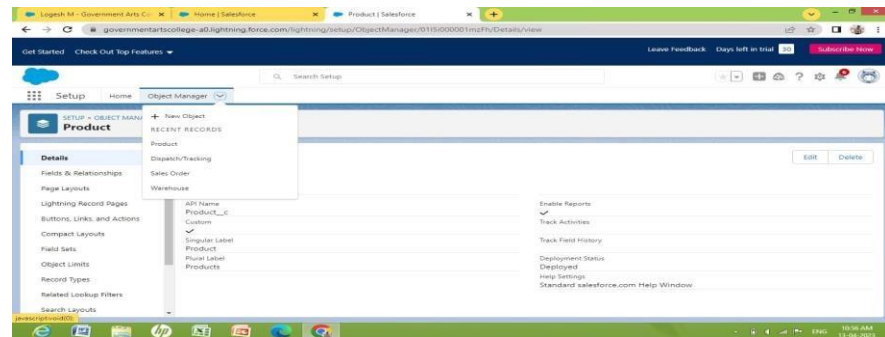 Logesh M - Government Arts Co
Home | Salesforce
Product | Salesforce
governmentartscollege-a0.lightning.force.com/lightning/setup/ObjectManager/01I5i000001mzFh/Details/view
Get Started Check Out Top Features
Leave Feedback Days left in trial 30 Subscribe Now
Search Setup
Setup Home Object Manager
SETUP > OBJECT MANA
Product
+ New Object
RECENT RECORDS
Product
Dispatch/Tracking
Sales Order
Warehouse
Details
Edit Delete
Fields & Relationships
Page Layouts
Lightning Record Pages
Buttons, Links, and Actions
Compact Layouts
Field Sets
Object Limits
Record Types
Related Lookup Filters
Search Layouts
API Name
Product__c
Custom
Singular Label
Product
Plural Label
Products
Enable Reports
Track Activities
Track Field History
Deployment Status
Deployed
Help Settings
Standard salesforce.com Help Window
javascript:void(0);
ENG
10:56 AM
13-04-2023